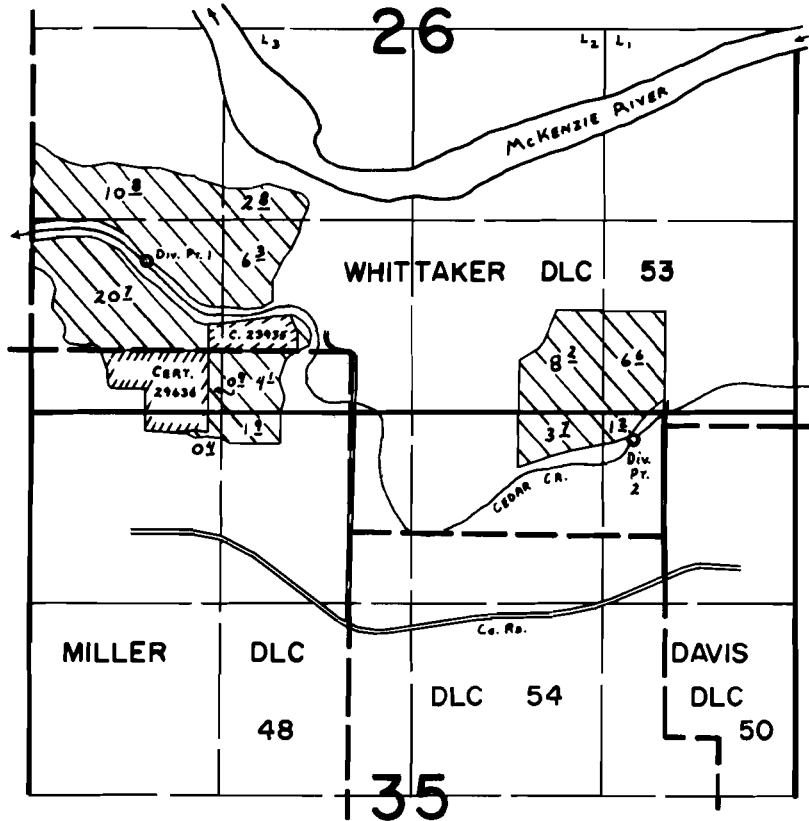 26
L3
L2 L1
McKENZIE RIVER
10 8
2 8
Div. Pt. 1
6 3
WHITTAKER DLC 53
20 7
C. 23936
CERT.
29636
0 9
4 1
8 2
6 6
1 9
0 4
3 7
1 2
Div.
Pt.
2
CEDAR CR.
Co. RD.
MILLER DLC
48
DLC 54
DAVIS
DLC
50
35